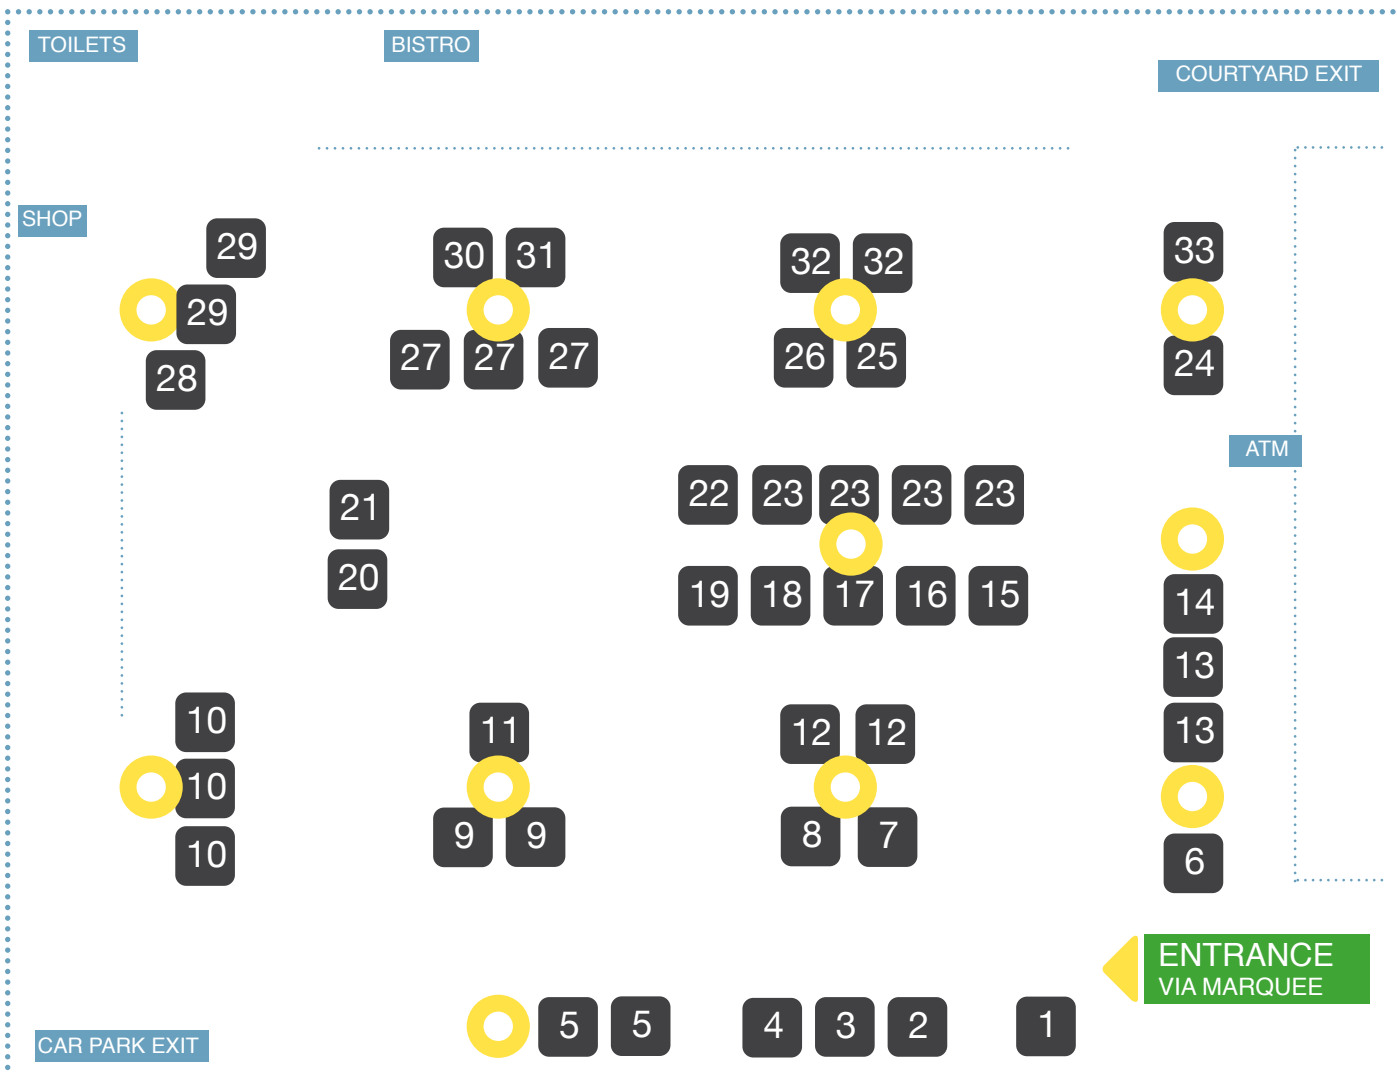 TOILETS
BISTRO
COURTYARD EXIT
SHOP
29
30 31
32 32
33
29
28
27 27 27
26 25
24
ATM
21
22 23 23 23 23
20
19 18 17 16 15
14
13
13
10
11
12 12
10
9 9
8 7
10
6
ENTRANCE
VIA MARQUEE
5 5 4 3 2 1
CAR PARK EXIT